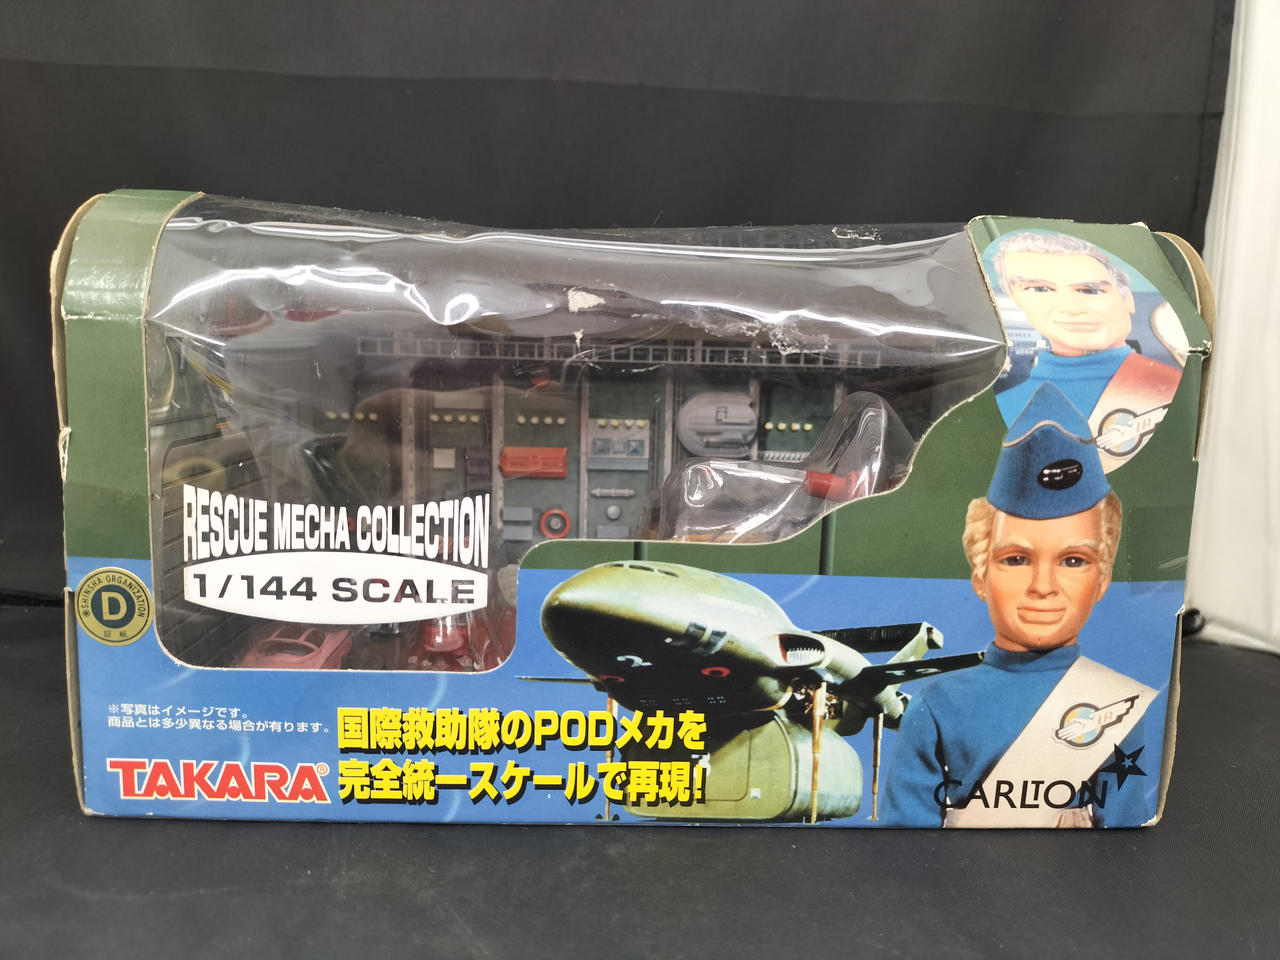 RESCUE MECHA COLLECTION
1/144 SCALE
SHINSHA ORGANIZATION
D
証紙
※写真はイメージです。
商品とは多少異なる場合が有ります。
TAKARA®
国際救助隊のPODメカを
完全統一スケールで再現!
2
IR
IR
CARLTON